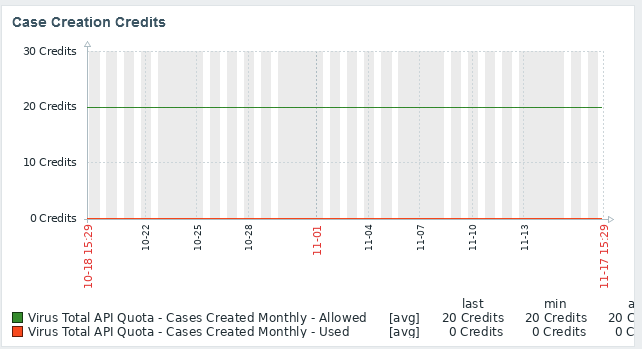 Case Creation Credits
30 Credits
20 Credits
10 Credits
0 Credits
10-18 15:29
10-22
10-25
10-28
11-01
11-04
11-07
11-10
11-13
11-17 15:29
last min a
Virus Total API Quota - Cases Created Monthly - Allowed [avg] 20 Credits 20 Credits 20 C
Virus Total API Quota - Cases Created Monthly - Used [avg] 0 Credits 0 Credits 0 C